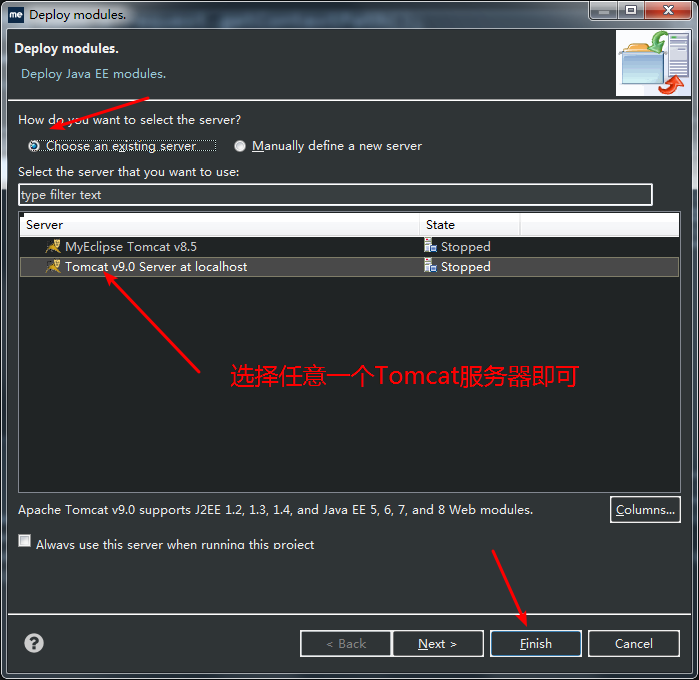 me Deploy modules.
Deploy modules.
Deploy Java EE modules.
How do you want to select the server?
Choose an existing server Manually define a new server
Select the server that you want to use:
type filter text
Server State
MyEclipse Tomcat v8.5 Stopped
Tomcat v9.0 Server at localhost Stopped
选择任意一个Tomcat服务器即可
Apache Tomcat v9.0 supports J2EE 1.2, 1.3, 1.4, and Java EE 5, 6, 7, and 8 Web modules.
Columns...
Always use this server when running this project
? < Back Next > Finish Cancel